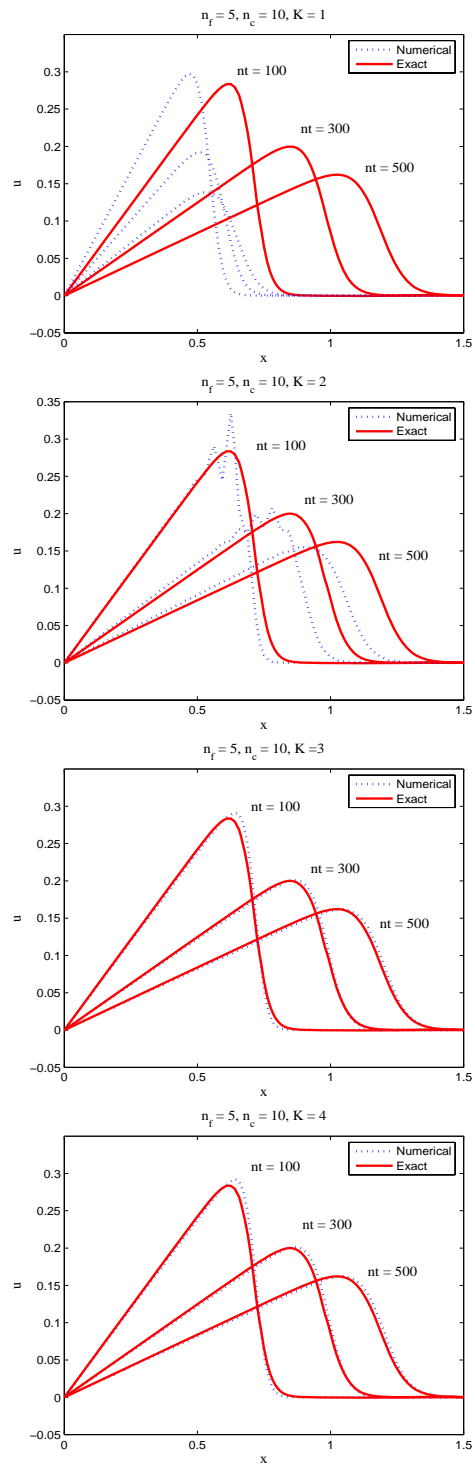 n_f = 5, n_c = 10, K = 1
Numerical
Exact
nt = 100
nt = 300
nt = 500
0.3
0.25
0.2
0.15
0.1
0.05
0
−0.05
u
0 0.5 1 1.5
x
n_f = 5, n_c = 10, K = 2
Numerical
Exact
nt = 100
nt = 300
nt = 500
0.35
0.3
0.25
0.2
0.15
0.1
0.05
0
−0.05
u
0 0.5 1 1.5
x
n_f = 5, n_c = 10, K =3
Numerical
Exact
nt = 100
nt = 300
nt = 500
0.3
0.25
0.2
0.15
0.1
0.05
0
−0.05
u
0 0.5 1 1.5
x
n_f = 5, n_c = 10, K = 4
Numerical
Exact
nt = 100
nt = 300
nt = 500
0.3
0.25
0.2
0.15
0.1
0.05
0
−0.05
u
0 0.5 1 1.5
x